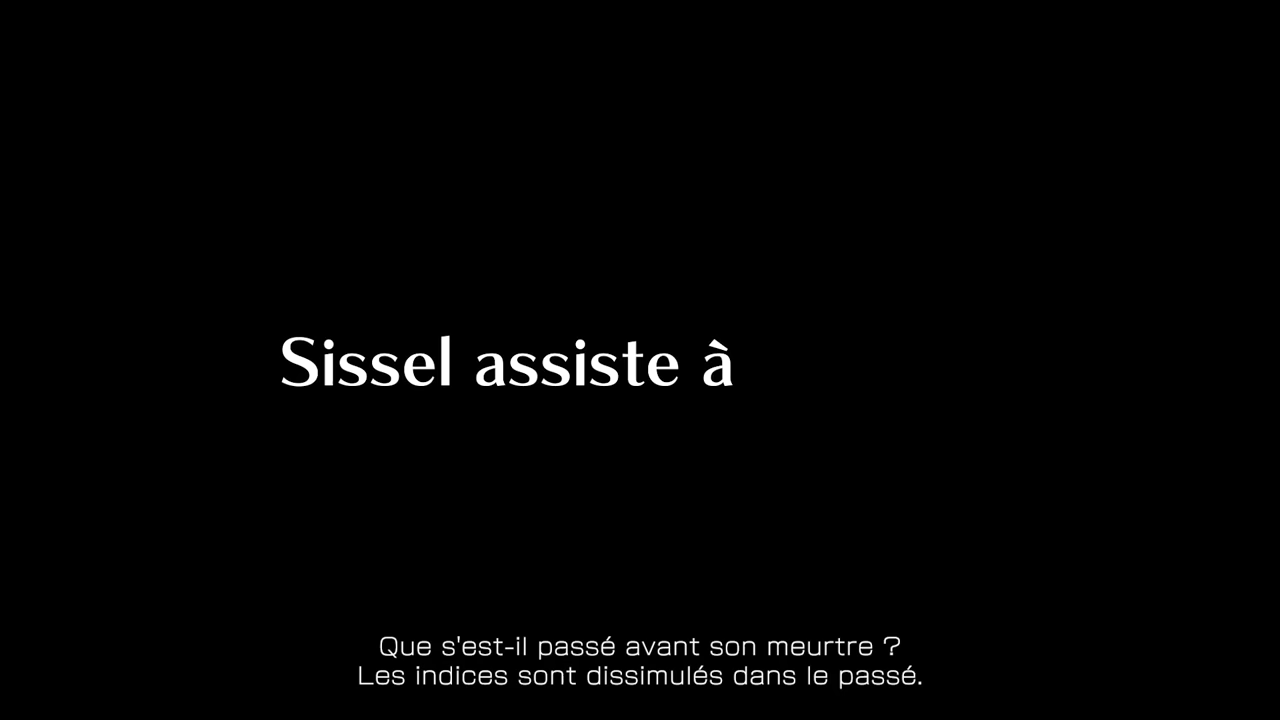 Sissel assiste à
Que s'est-il passé avant son meurtre ?
Les indices sont dissimulés dans le passé.